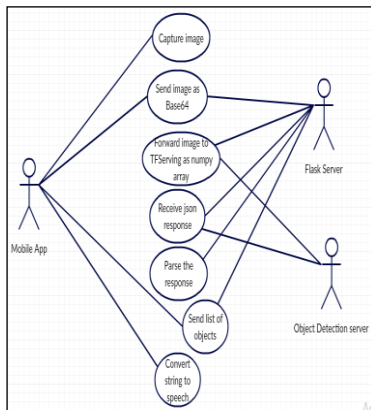 Capture image
Send image as
Base64
Forward image to
TFServing as numpy
array
Flask Server
Receive json
response
Mobile App
Parse the
response
Send list of
objects
Object Detection server
Convert
string to
speech